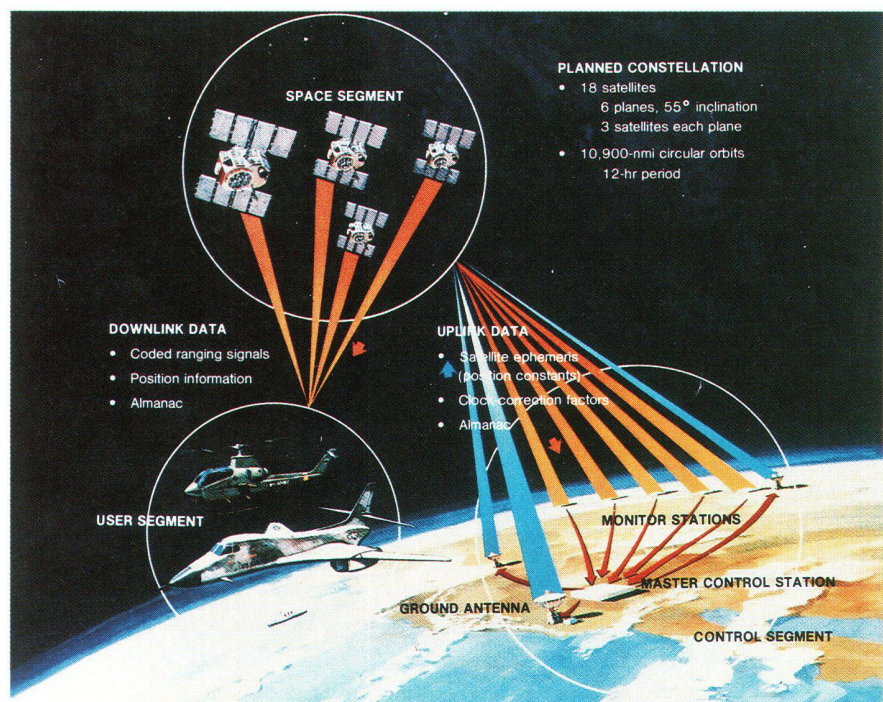 SPACE SEGMENT
PLANNED CONSTELLATION
• 18 satellites
6 planes, 55° inclination
3 satellites each plane
• 10,900-nmi circular orbits
12-hr period
DOWNLINK DATA
• Coded ranging signals
• Position information
• Almanac
UPLINK DATA
• Satellite ephemeris
(position constants)
• Clock-correction factors
• Almanac
USER SEGMENT
MONITOR STATIONS
MASTER CONTROL STATION
GROUND ANTENNA
CONTROL SEGMENT